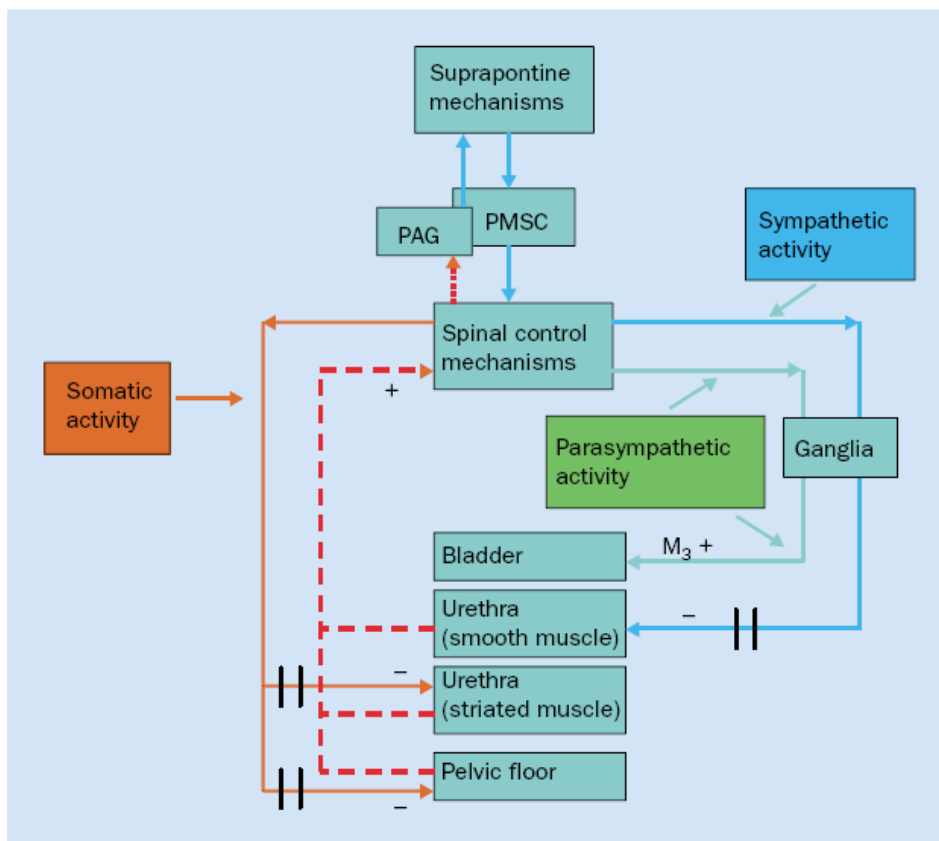 Suprapontine
mechanisms
PAG
PMSC
Sympathetic
activity
Spinal control
mechanisms
+
Somatic
activity
Parasympathetic
activity
Ganglia
Bladder
M₃ +
Urethra
(smooth muscle)
–
–
Urethra
(striated muscle)
Pelvic floor
–